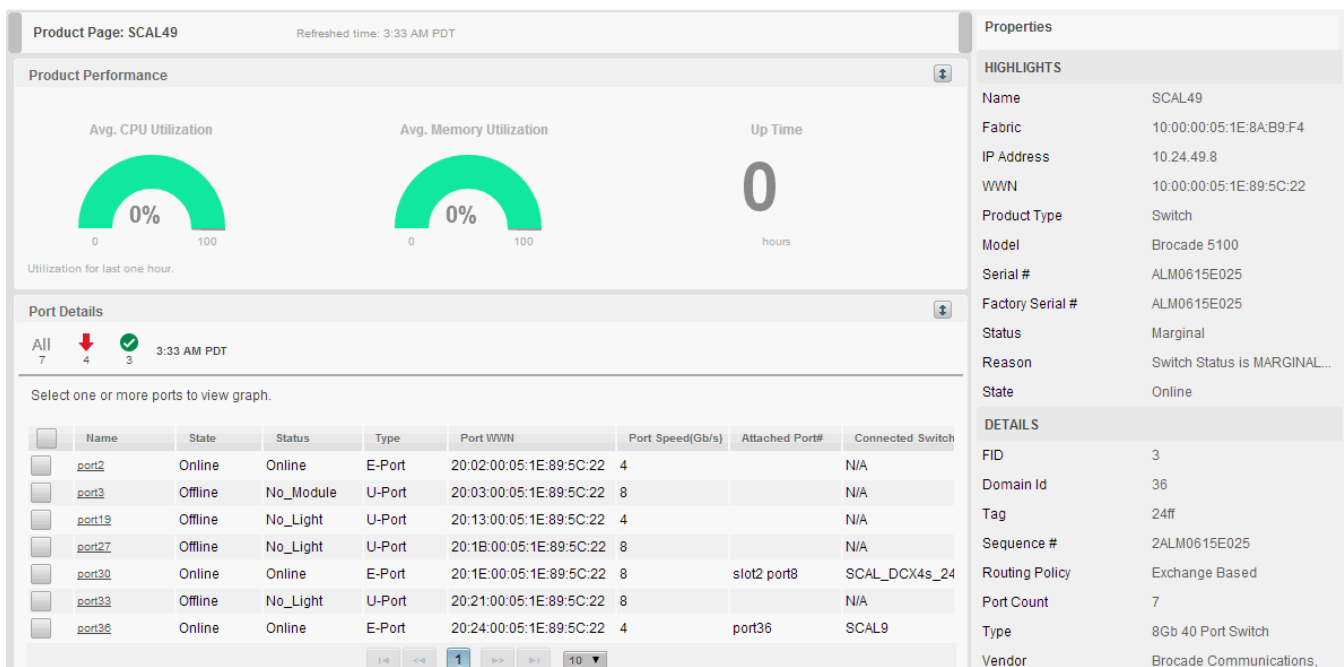 Product Page: SCAL49 Refreshed time: 3:33 AM PDT
Product Performance
Avg. CPU Utilization Avg. Memory Utilization Up Time
0% 0% 0
0 100 0 100 hours
Utilization for last one hour.
Port Details
All
7 4 3 3:33 AM PDT
Select one or more ports to view graph.
Name State Status Type Port WWN Port Speed(Gb/s) Attached Port# Connected Switch
port2 Online Online E-Port 20:02:00:05:1E:89:5C:22 4 N/A
port3 Offline No_Module U-Port 20:03:00:05:1E:89:5C:22 8 N/A
port19 Offline No_Light U-Port 20:13:00:05:1E:89:5C:22 4 N/A
port27 Offline No_Light U-Port 20:1B:00:05:1E:89:5C:22 8 N/A
port30 Online Online E-Port 20:1E:00:05:1E:89:5C:22 8 slot2 port8 SCAL_DCX4s_24
port33 Offline No_Light U-Port 20:21:00:05:1E:89:5C:22 8 N/A
port36 Online Online E-Port 20:24:00:05:1E:89:5C:22 4 port36 SCAL9
1 10
Properties
HIGHLIGHTS
Name SCAL49
Fabric 10:00:00:05:1E:8A:B9:F4
IP Address 10.24.49.8
WWN 10:00:00:05:1E:89:5C:22
Product Type Switch
Model Brocade 5100
Serial # ALM0615E025
Factory Serial # ALM0615E025
Status Marginal
Reason Switch Status is MARGINAL...
State Online
DETAILS
FID 3
Domain Id 36
Tag 24ff
Sequence # 2ALM0615E025
Routing Policy Exchange Based
Port Count 7
Type 8Gb 40 Port Switch
Vendor Brocade Communications,